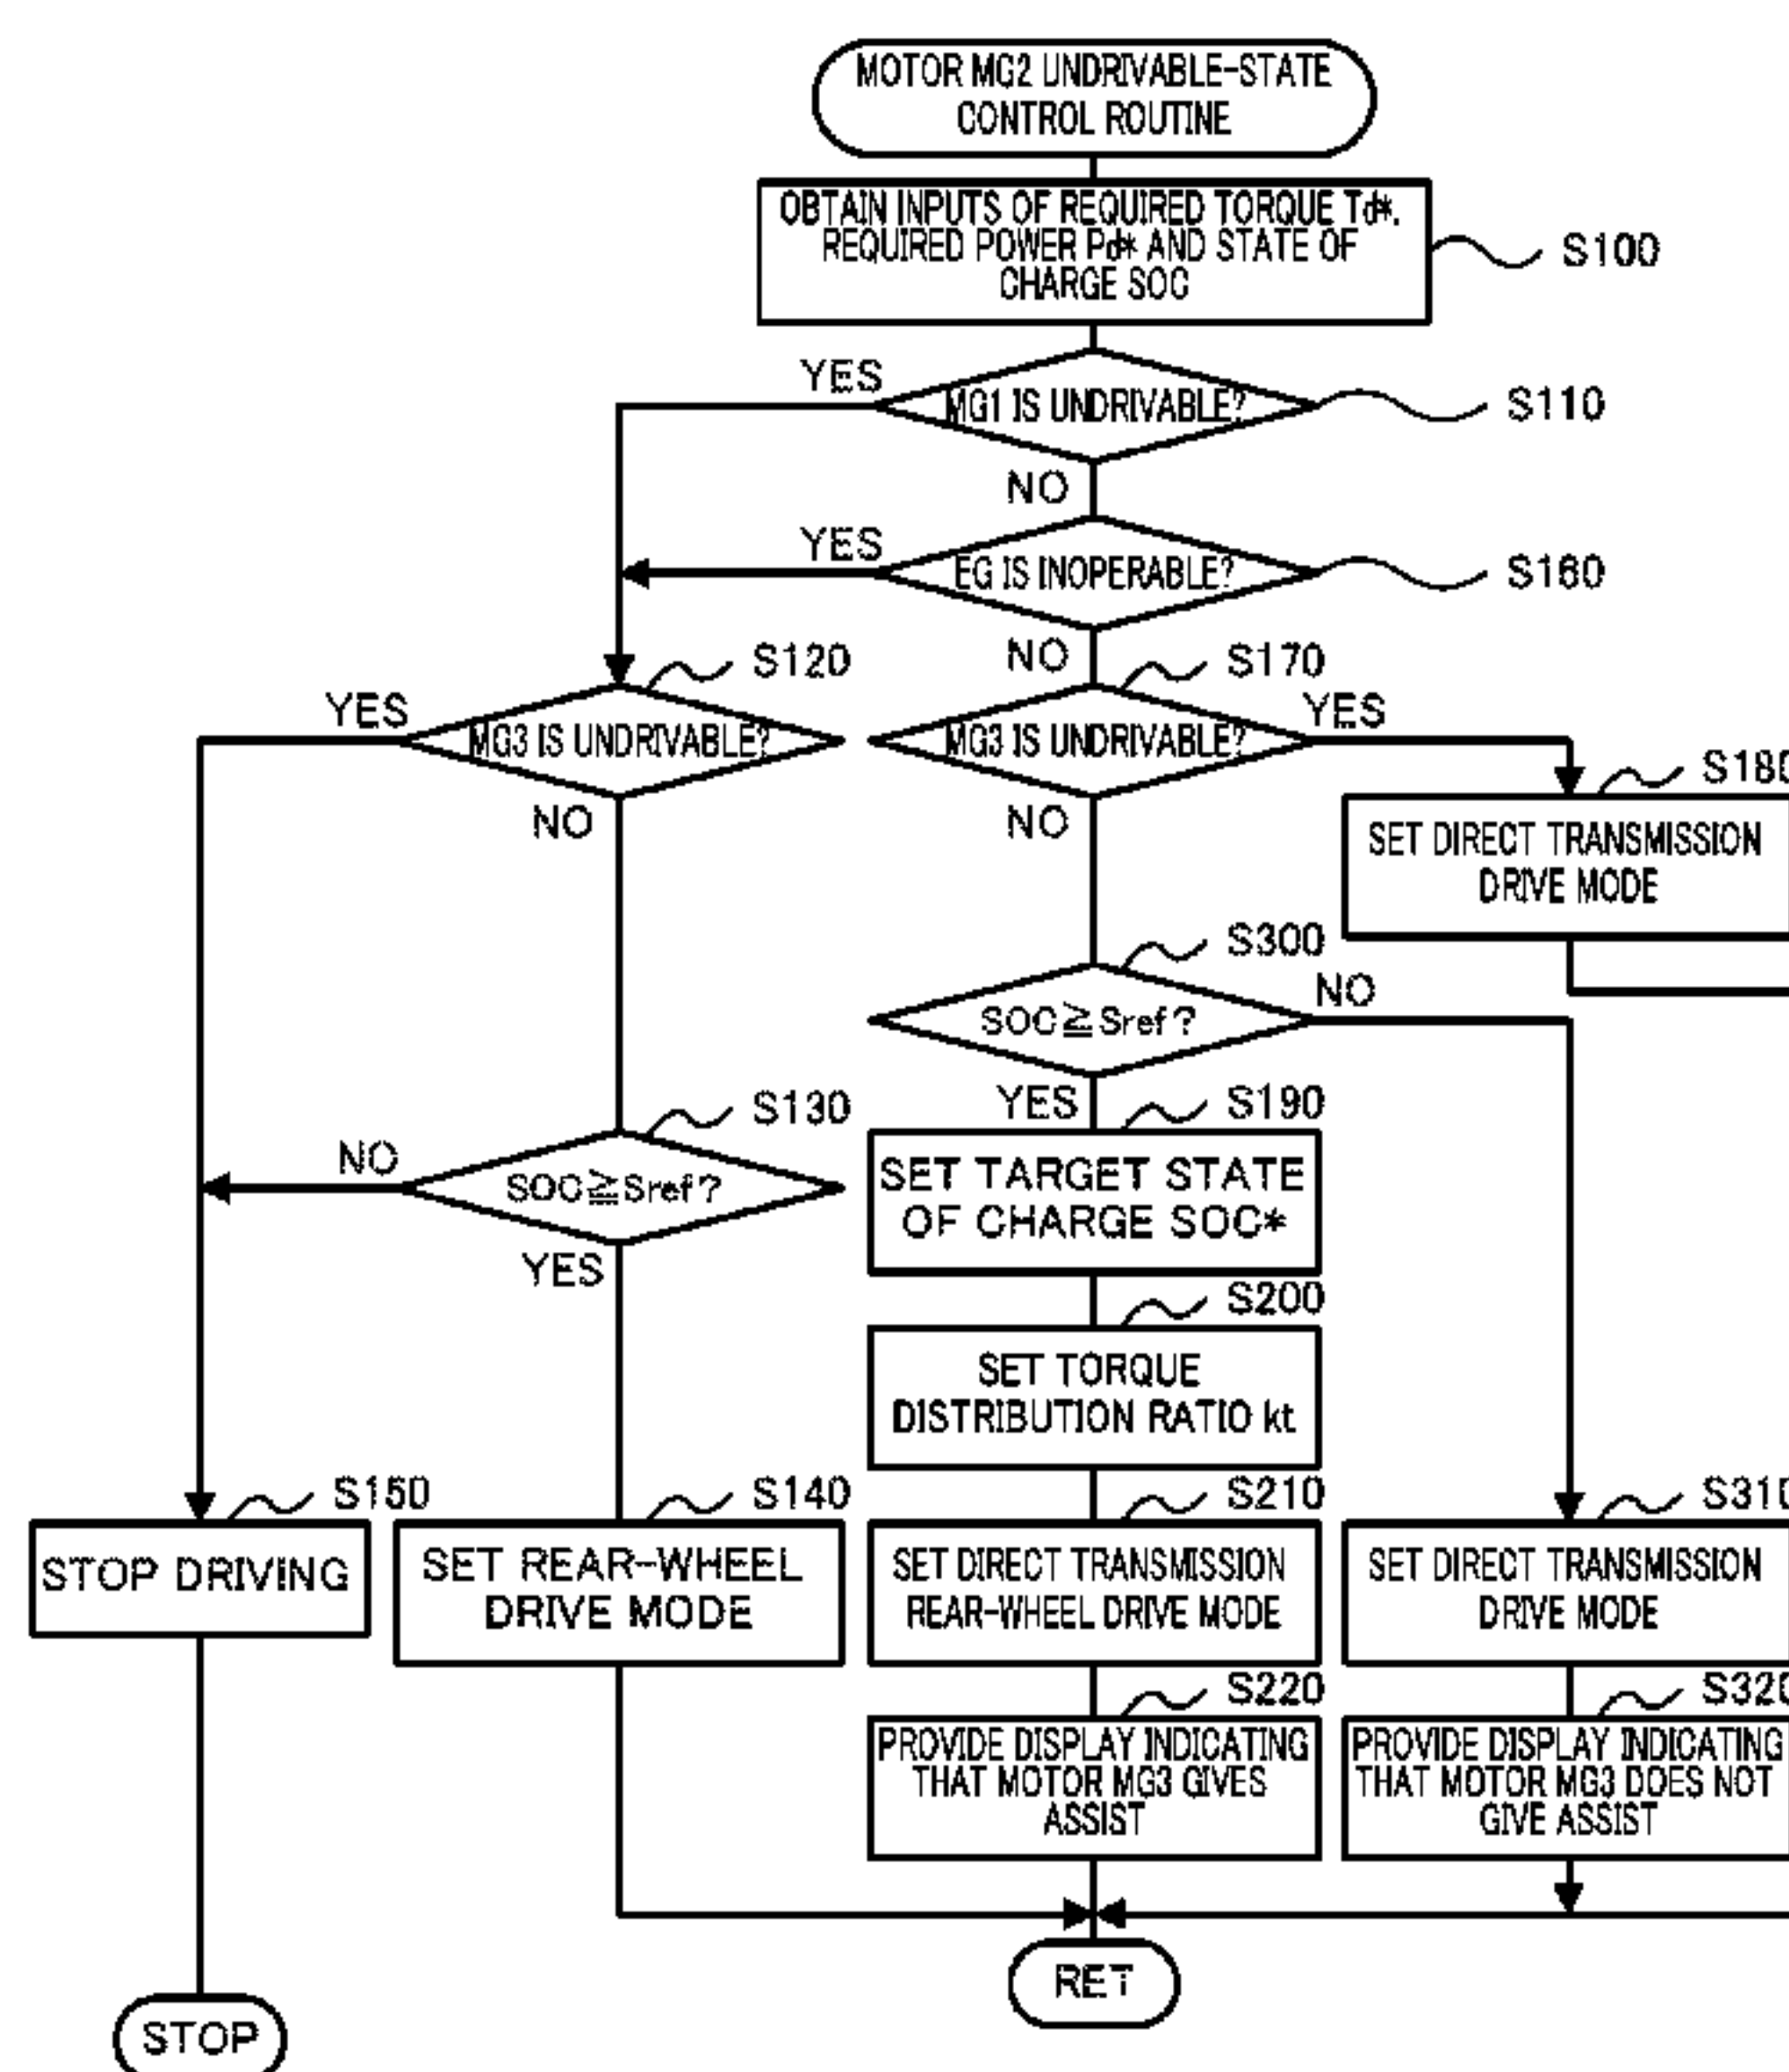 MOTOR MG2 UNDRIVABLE-STATE
CONTROL ROUTINE
OBTAIN INPUTS OF REQUIRED TORQUE Td*,
REQUIRED POWER Pd* AND STATE OF
CHARGE SOC
S100
YES
MG1 IS UNDRIVABLE?
S110
NO
YES
EG IS INOPERABLE?
S160
NO
S120
S170
YES
MG3 IS UNDRIVABLE?
MG3 IS UNDRIVABLE?
YES
NO
NO
S180
SET DIRECT TRANSMISSION
DRIVE MODE
S300
SOC≧Sref?
NO
YES
S130
NO
SOC≧Sref?
YES
S190
SET TARGET STATE
OF CHARGE SOC*
S200
SET TORQUE
DISTRIBUTION RATIO kt
S150
STOP DRIVING
S140
SET REAR-WHEEL
DRIVE MODE
S210
SET DIRECT TRANSMISSION
REAR-WHEEL DRIVE MODE
S310
SET DIRECT TRANSMISSION
DRIVE MODE
S220
PROVIDE DISPLAY INDICATING
THAT MOTOR MG3 GIVES
ASSIST
S320
PROVIDE DISPLAY INDICATING
THAT MOTOR MG3 DOES NOT
GIVE ASSIST
RET
STOP